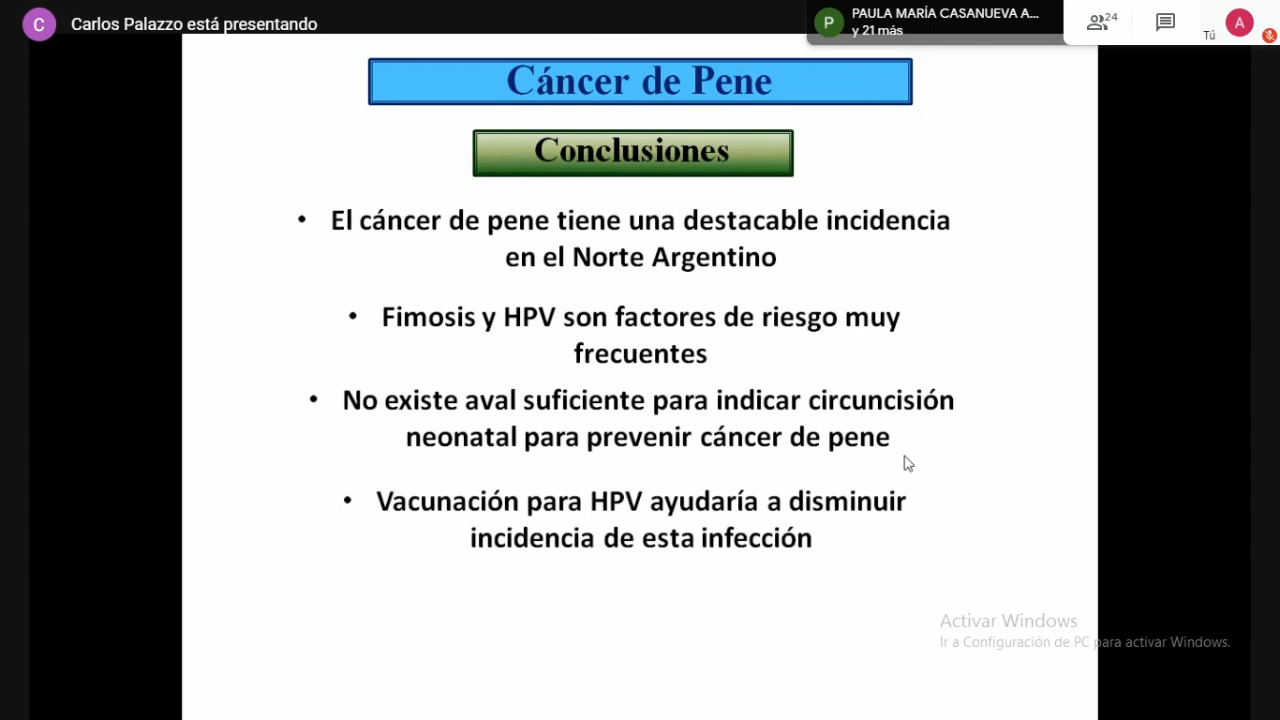 C Carlos Palazzo está presentando
P PAULA MARÍA CASANUEVA A...
y 21 más
24
Tú
A
Cáncer de Pene
Conclusiones
• El cáncer de pene tiene una destacable incidencia
en el Norte Argentino
• Fimosis y HPV son factores de riesgo muy
frecuentes
• No existe aval suficiente para indicar circuncisión
neonatal para prevenir cáncer de pene
• Vacunación para HPV ayudaría a disminuir
incidencia de esta infección
Activar Windows
Ir a Configuración de PC para activar Windows.